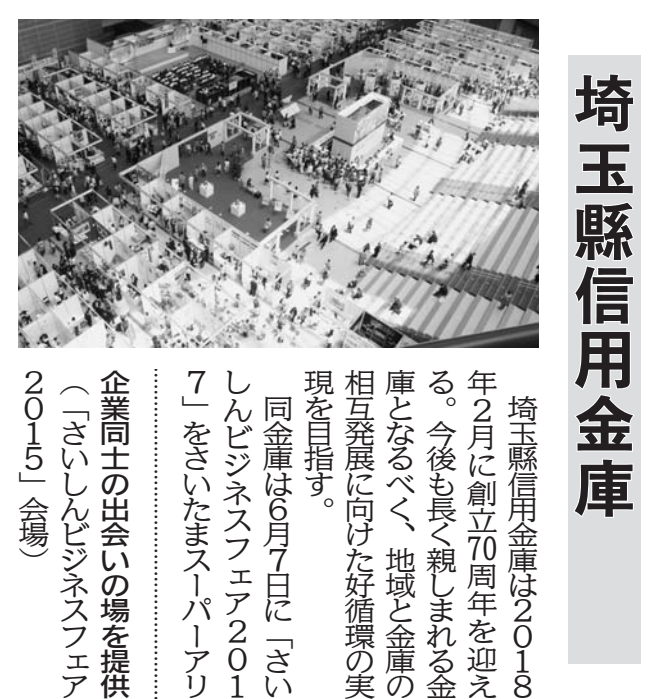 埼玉縣信用金庫
埼玉縣信用金庫は2018
年2月に創立70周年を迎え
る。今後も長く親しまれる金
庫となるべく、地域と金庫の
相互発展に向けた好循環の実
現を目指す。
同金庫は6月7日に「さい
しんビジネスフェア201
7」をさいたまスーパーアリ
企業同士の出会いの場を提供
（「さいしんビジネスフェア
2015」会場）